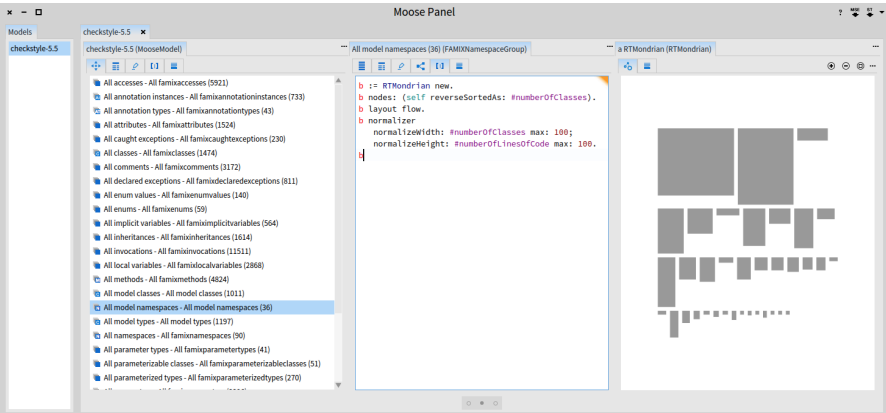 Moose Panel
?
MSE
ST
Models
checkstyle-5.5
checkstyle-5.5
checkstyle-5.5 (MooseModel)
All accesses - All famixaccesses (5921)
All annotation instances - All famixannotationinstances (733)
All annotation types - All famixannotationtypes (43)
All attributes - All famixattributes (1524)
All caught exceptions - All famixcaughtexceptions (230)
All classes - All famixclasses (1474)
All comments - All famixcomments (3172)
All declared exceptions - All famixdeclaredexceptions (811)
All enum values - All famixenumvalues (140)
All enums - All famixenums (59)
All implicit variables - All famiximplicitvariables (564)
All inheritances - All famixinheritances (1614)
All invocations - All famixinvocations (11511)
All local variables - All famixlocalvariables (2868)
All methods - All famixmethods (4824)
All model classes - All model classes (1011)
All model namespaces - All model namespaces (36)
All model types - All model types (1197)
All namespaces - All famixnamespaces (90)
All parameter types - All famixparametertypes (41)
All parameterizable classes - All famixparameterizableclasses (51)
All parameterized types - All famixparameterizedtypes (270)
All model namespaces (36) (FAMIXNamespaceGroup)
b := RTMondrian new.
b nodes: (self reverseSortedAs: #numberOfClasses).
b layout flow.
b normalizer
normalizeWidth: #numberOfClasses max: 100;
normalizeHeight: #numberOfLinesOfCode max: 100.
b
a RTMondrian (RTMondrian)